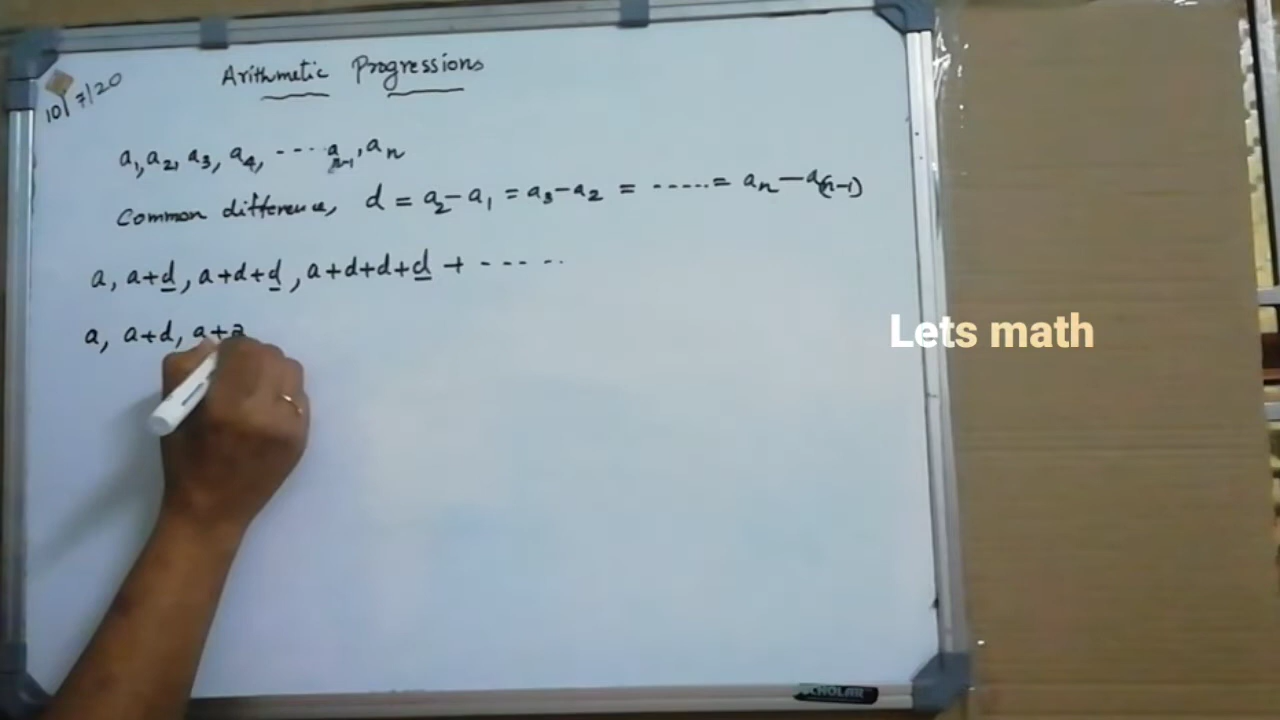 10/7/20
Arithmetic Progressions
a₁, a₂, a₃, a₄, ---- aₙ₋₁, aₙ
Common difference, d = a₂ - a₁ = a₃ - a₂ = ----- = aₙ - a₍ₙ₋₁₎
a, a+d, a+d+d, a+d+d+d + -----
a, a+d, a+2
Lets math
SCHOLAR